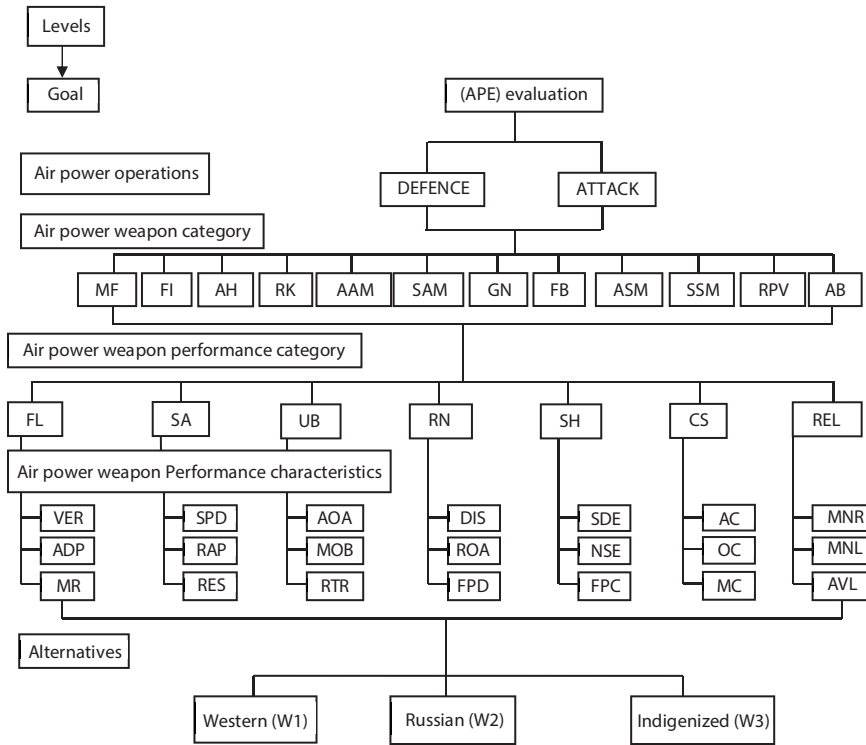 Levels
Goal
(APE) evaluation
Air power operations
DEFENCE
ATTACK
Air power weapon category
MF
FI
AH
RK
AAM
SAM
GN
FB
ASM
SSM
RPV
AB
Air power weapon performance category
FL
SA
UB
RN
SH
CS
REL
Air power weapon Performance characteristics
VER
SPD
AOA
DIS
SDE
AC
MNR
ADP
RAP
MOB
ROA
NSE
OC
MNL
MR
RES
RTR
FPD
FPC
MC
AVL
Alternatives
Western (W1)
Russian (W2)
Indigenized (W3)